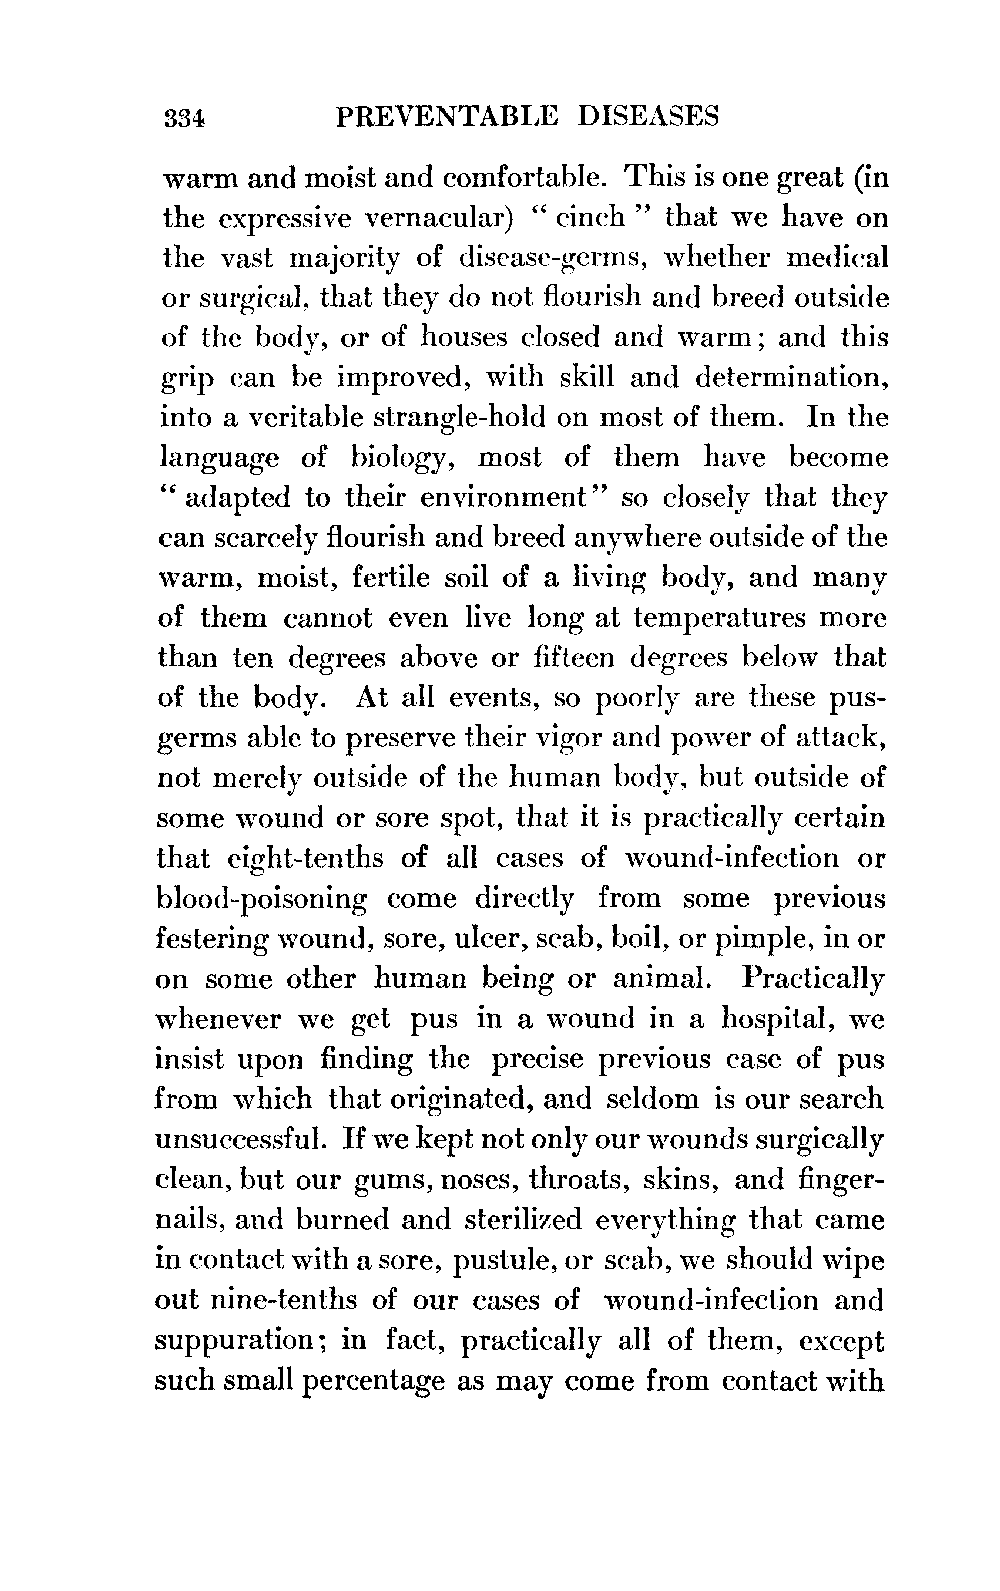 334 PREVENTABLE DISEASES
warm and moist and comfortable. This is one great (in
the expressive vernacular) “ cinch ” that we have on
the vast majority of disease-germs, whether medical
or surgical, that they do not flourish and breed outside
of the body, or of houses closed and warm; and this
grip can be improved, with skill and determination,
into a veritable strangle-hold on most of them. In the
language of biology, most of them have become
“ adapted to their environment” so closely that they
can scarcely flourish and breed anywhere outside of the
warm, moist, fertile soil of a living body, and many
of them cannot even live long at temperatures more
than ten degrees above or fifteen degrees below that
of the body. At all events, so poorly are these pus-
germs able to preserve their vigor and power of attack,
not merely outside of the human body, but outside of
some wound or sore spot, that it is practically certain
that eight-tenths of all cases of wound-infection or
blood-poisoning come directly from some previous
festering wound, sore, ulcer, scab, boil, or pimple, in or
on some other human being or animal. Practically
whenever we get pus in a wound in a hospital, we
insist upon finding the precise previous case of pus
from which that originated, and seldom is our search
unsuccessful. If we kept not only our wounds surgically
clean, but our gums, noses, throats, skins, and finger-
nails, and burned and sterilized everything that came
in contact with a sore, pustule, or scab, we should wipe
out nine-tenths of our cases of wound-infection and
suppuration; in fact, practically all of them, except
such small percentage as may come from contact with